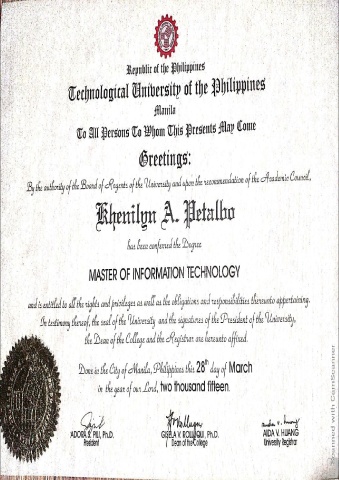 Republic of the Philippines
Technological University of the Philippines
Manila
To All Persons To Whom This Presents May Come
Greetings:
By the authority of the Board of Regents of the University and upon the recommendation of the Academic Council,
Khenilyn A. Petalbo
has been conferred the Degree
MASTER OF INFORMATION TECHNOLOGY
and is entitled to all the rights and privileges as well as the obligations and responsibilities thereunto appertaining.
In testimony thereof, the seal of the University and the signatures of the President of the University,
the Dean of the College and the Registrar are hereunto affixed.
Done in the City of Manila, Philippines this 28th day of March
in the year of our Lord, two thousand fifteen.
ADORA S. PILI, Ph.D.
President
GISELA V. ROLLUQUI, Ph.D.
Dean of the College
AIDA V. HUANG
University Registrar
Scanned with CamScanner